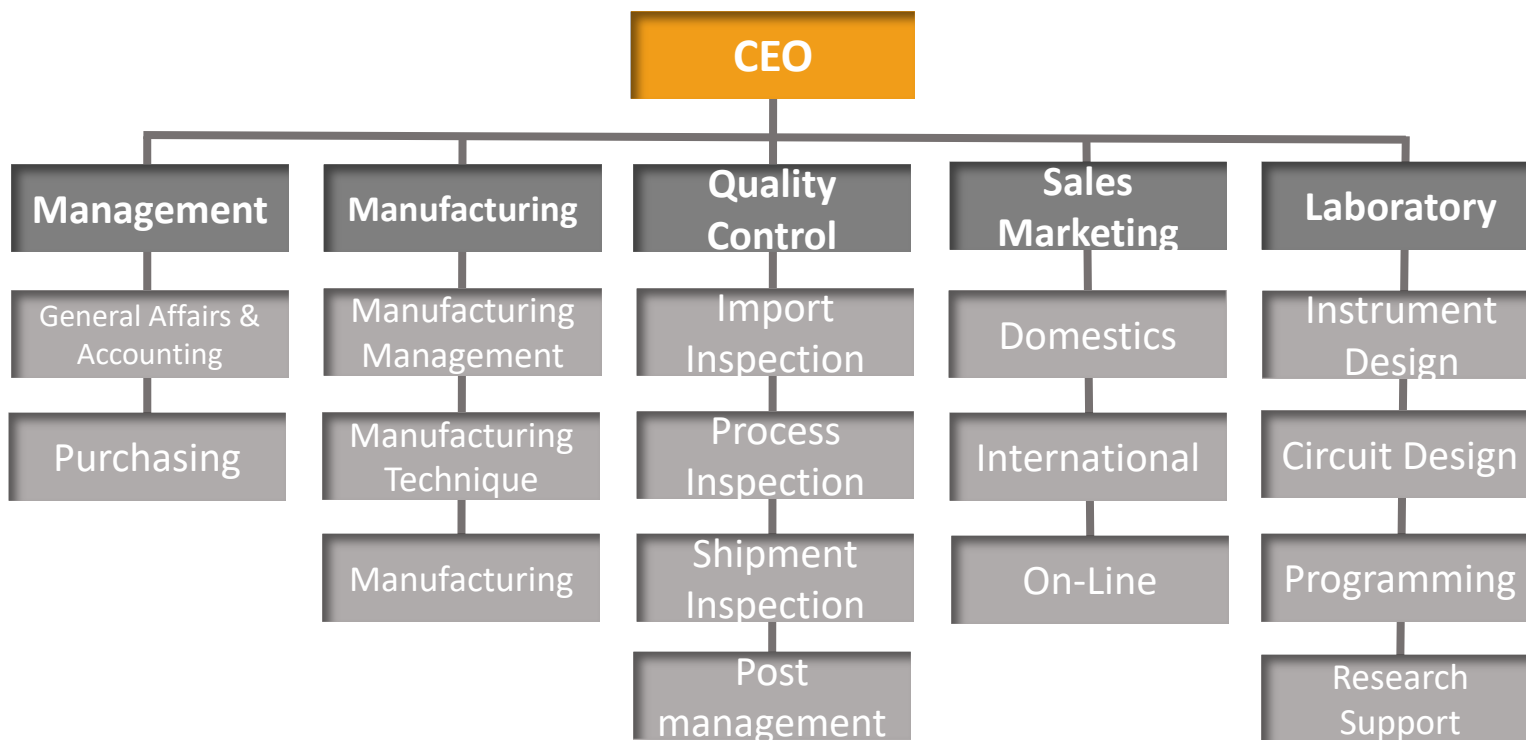 CEO
Management
General Affairs &
Accounting
Purchasing
Manufacturing
Manufacturing
Management
Manufacturing
Technique
Manufacturing
Quality
Control
Import
Inspection
Process
Inspection
Shipment
Inspection
Post
management
Sales
Marketing
Domestics
International
On-Line
Laboratory
Instrument
Design
Circuit Design
Programming
Research
Support